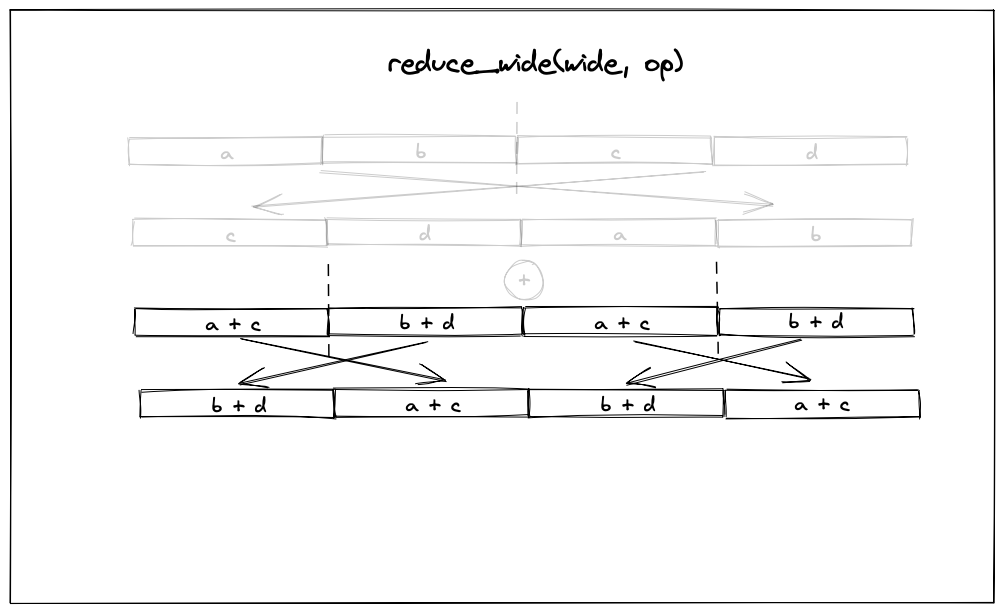 reduce_wide(wide, op)
a b c d
c d a b
+
a + c b + d a + c b + d
b + d a + c b + d a + c